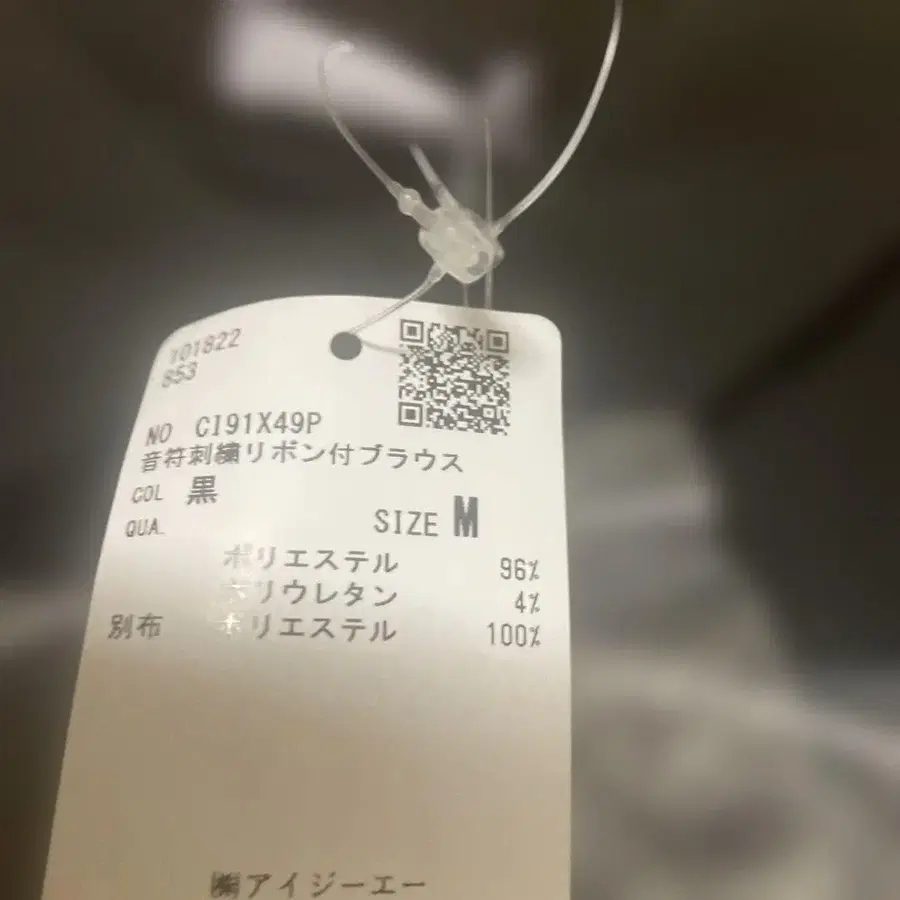 101822
853
NO CI91X49P
音符刺繍リボン付ブラウス
COL 黒
QUA. SIZE M
ポリエステル 96%
ポリウレタン 4%
別布 ポリエステル 100%
㈱アイジーエー